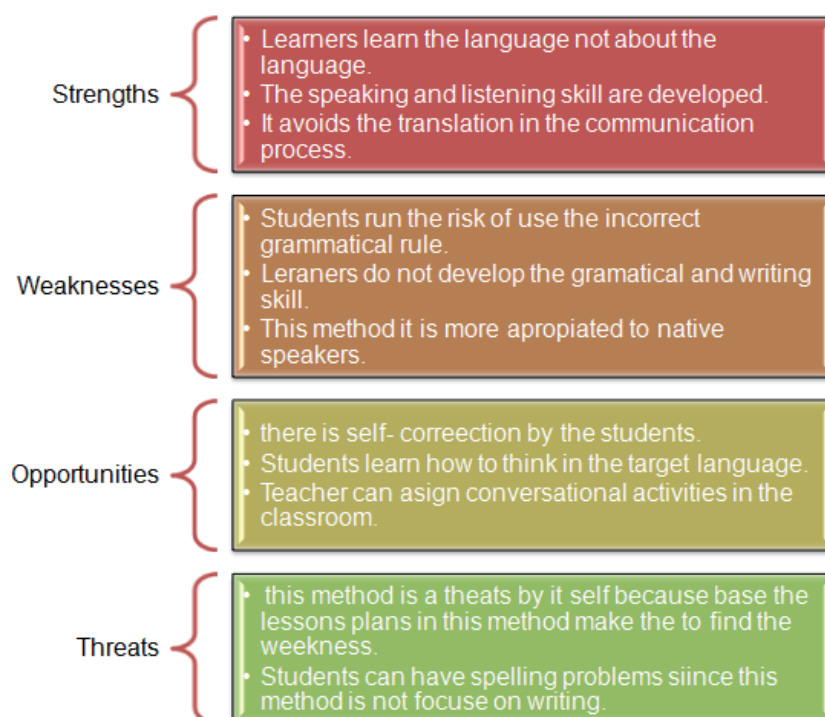 Strengths
• Learners learn the language not about the
language.
• The speaking and listening skill are developed.
• It avoids the translation in the communication
process.
Weaknesses
• Students run the risk of use the incorrect
grammatical rule.
• Leraners do not develop the gramatical and writing
skill.
• This method it is more apropiated to native
speakers.
Opportunities
• there is self- correection by the students.
• Students learn how to think in the target language.
• Teacher can asign conversational activities in the
classroom.
Threats
• this method is a theats by it self because base the
lessons plans in this method make the to find the
weekness.
• Students can have spelling problems siince this
method is not focuse on writing.